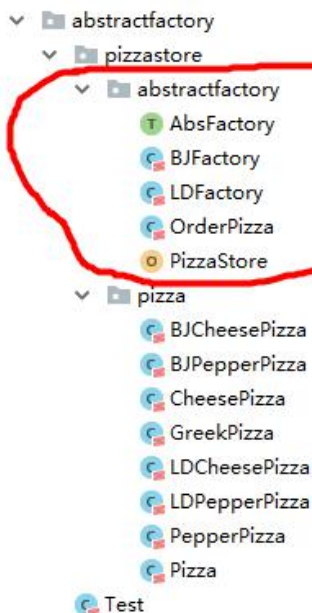 abstractfactory
pizzastore
abstractfactory
AbsFactory
BJFactory
LDFactory
OrderPizza
PizzaStore
pizza
BJCheesePizza
BJPepperPizza
CheesePizza
GreekPizza
LDCheesePizza
LDPepperPizza
PepperPizza
Pizza
Test